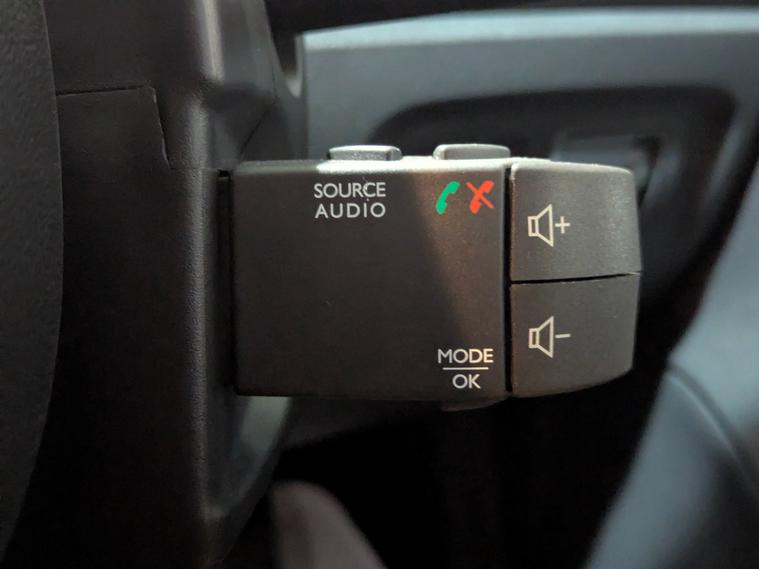 SOURCE
AUDIO
+
-
MODE
OK